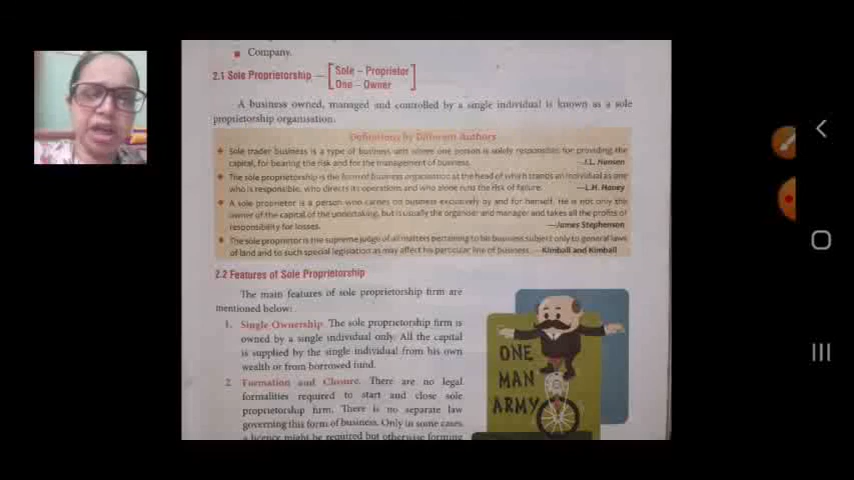 Company.
2.1 Sole Proprietorship — [Sole – Proprietor
One – Owner]
A business owned, managed and controlled by a single individual is known as a sole
proprietorship organisation.
Definitions by Different Authors
Sole trader business is a type of business unit where one person is solely responsible for providing the
capital, for bearing the risk and for the management of business. —J.L. Hansen
The sole proprietorship is the form of business organisation at the head of which stands an individual as one
who is responsible, who directs its operations and who alone runs the risk of failure. —L.H. Haney
A sole proprietor is a person who carries on business exclusively by and for himself. He is not only the
owner of the capital of the undertaking, but is usually the organiser and manager and takes all the profits or
responsibility for losses. —James Stephenson
The sole proprietor is the supreme judge of all matters pertaining to his business subject only to general laws
of land and to such special legislation as may affect his particular line of business. —Kimball and Kimball
2.2 Features of Sole Proprietorship
The main features of sole proprietorship firm are
mentioned below:
1. Single Ownership. The sole proprietorship firm is
owned by a single individual only. All the capital
is supplied by the single individual from his own
wealth or from borrowed fund.
2. Formation and Closure. There are no legal
formalities required to start and close sole
proprietorship firm. There is no separate law
governing this form of business. Only in some cases
a licence might be required but otherwise forming
ONE
MAN
ARMY